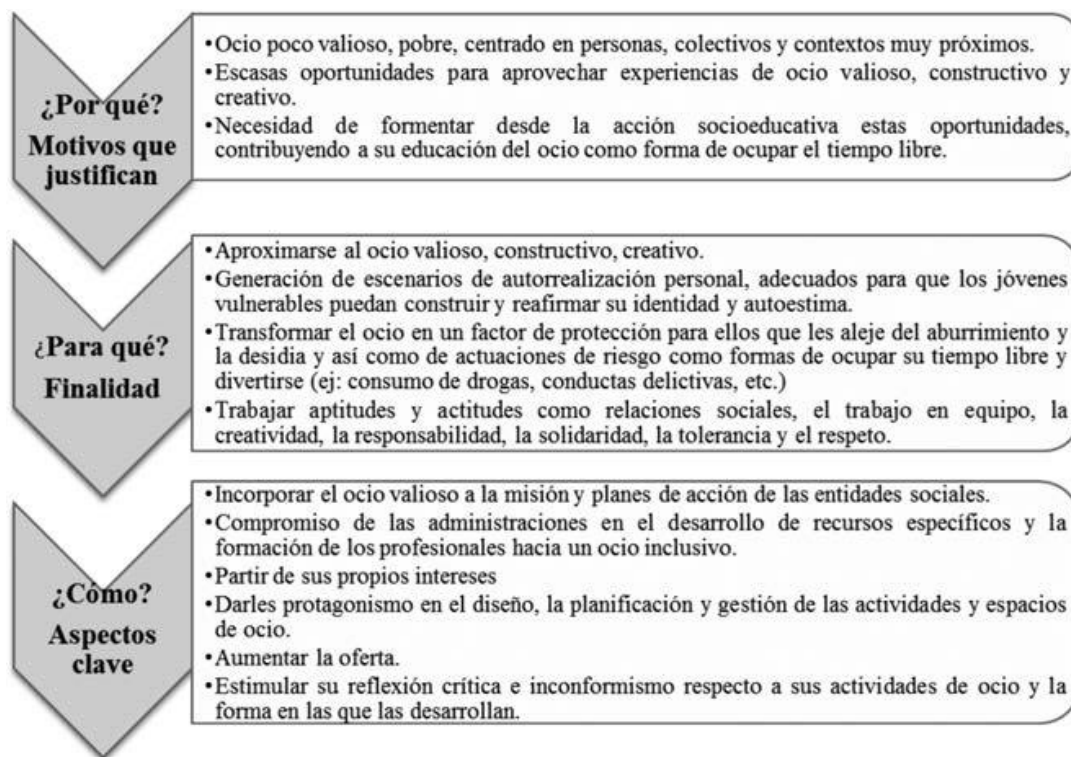 ¿Por qué?
Motivos que
justifican
•Ocio poco valioso, pobre, centrado en personas, colectivos y contextos muy próximos.
•Escasas oportunidades para aprovechar experiencias de ocio valioso, constructivo y
creativo.
•Necesidad de formentar desde la acción socioeducativa estas oportunidades,
contribuyendo a su educación del ocio como forma de ocupar el tiempo libre.
¿Para qué?
Finalidad
•Aproximarse al ocio valioso, constructivo, creativo.
•Generación de escenarios de autorrealización personal, adecuados para que los jóvenes
vulnerables puedan construir y reafirmar su identidad y autoestima.
•Transformar el ocio en un factor de protección para ellos que les aleje del aburrimiento y
la desidia y así como de actuaciones de riesgo como formas de ocupar su tiempo libre y
divertirse (ej: consumo de drogas, conductas delictivas, etc.)
•Trabajar aptitudes y actitudes como relaciones sociales, el trabajo en equipo, la
creatividad, la responsabilidad, la solidaridad, la tolerancia y el respeto.
¿Cómo?
Aspectos
clave
•Incorporar el ocio valioso a la misión y planes de acción de las entidades sociales.
•Compromiso de las administraciones en el desarrollo de recursos específicos y la
formación de los profesionales hacia un ocio inclusivo.
•Partir de sus propios intereses
•Darles protagonismo en el diseño, la planificación y gestión de las actividades y espacios
de ocio.
•Aumentar la oferta.
•Estimular su reflexión crítica e inconformismo respecto a sus actividades de ocio y la
forma en las que las desarrollan.